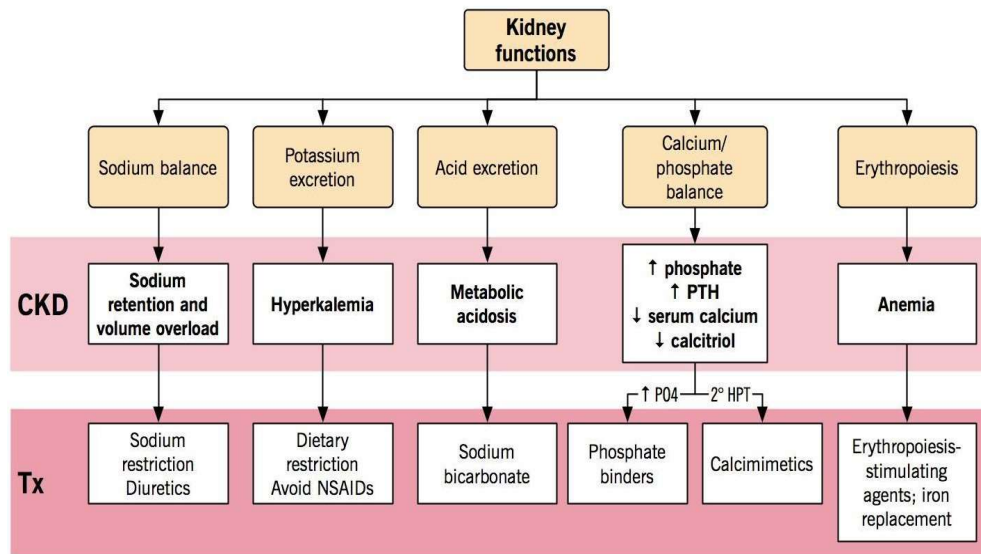 Kidney
functions
Sodium balance
Potassium
excretion
Acid excretion
Calcium/
phosphate
balance
Erythropoiesis
CKD
Sodium
retention and
volume overload
Hyperkalemia
Metabolic
acidosis
↑ phosphate
↑ PTH
↓ serum calcium
↓ calcitriol
Anemia
↑ PO4
2° HPT
Tx
Sodium
restriction
Diuretics
Dietary
restriction
Avoid NSAIDs
Sodium
bicarbonate
Phosphate
binders
Calcimimetics
Erythropoiesis-
stimulating
agents; iron
replacement